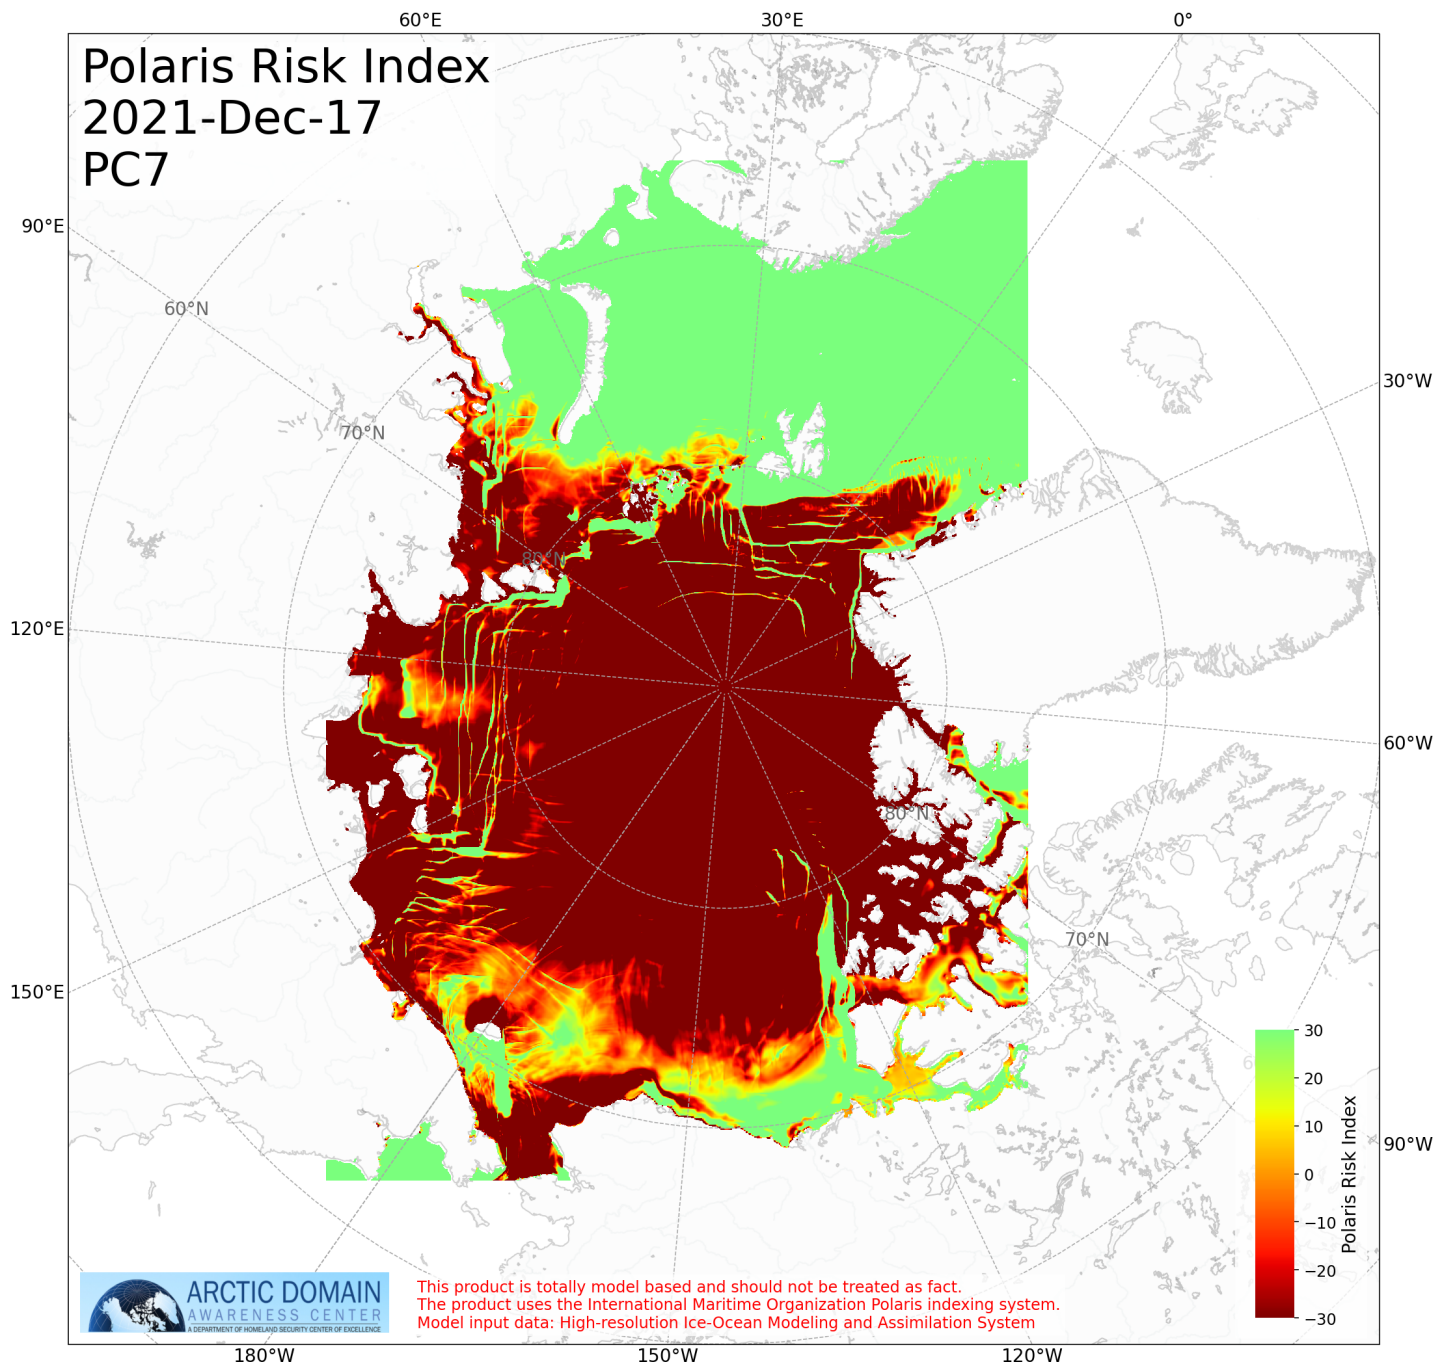 60°E
30°E
0°
Polaris Risk Index
2021-Dec-17
PC7
90°E
60°N
30°W
70°N
80°N
120°E
60°W
80°N
70°N
150°E
30
20
10
0
−10
−20
−30
Polaris Risk Index
90°W
ARCTIC DOMAIN
AWARENESS CENTER
A DEPARTMENT OF HOMELAND SECURITY CENTER OF EXCELLENCE
This product is totally model based and should not be treated as fact.
The product uses the International Maritime Organization Polaris indexing system.
Model input data: High-resolution Ice-Ocean Modeling and Assimilation System
180°W
150°W
120°W